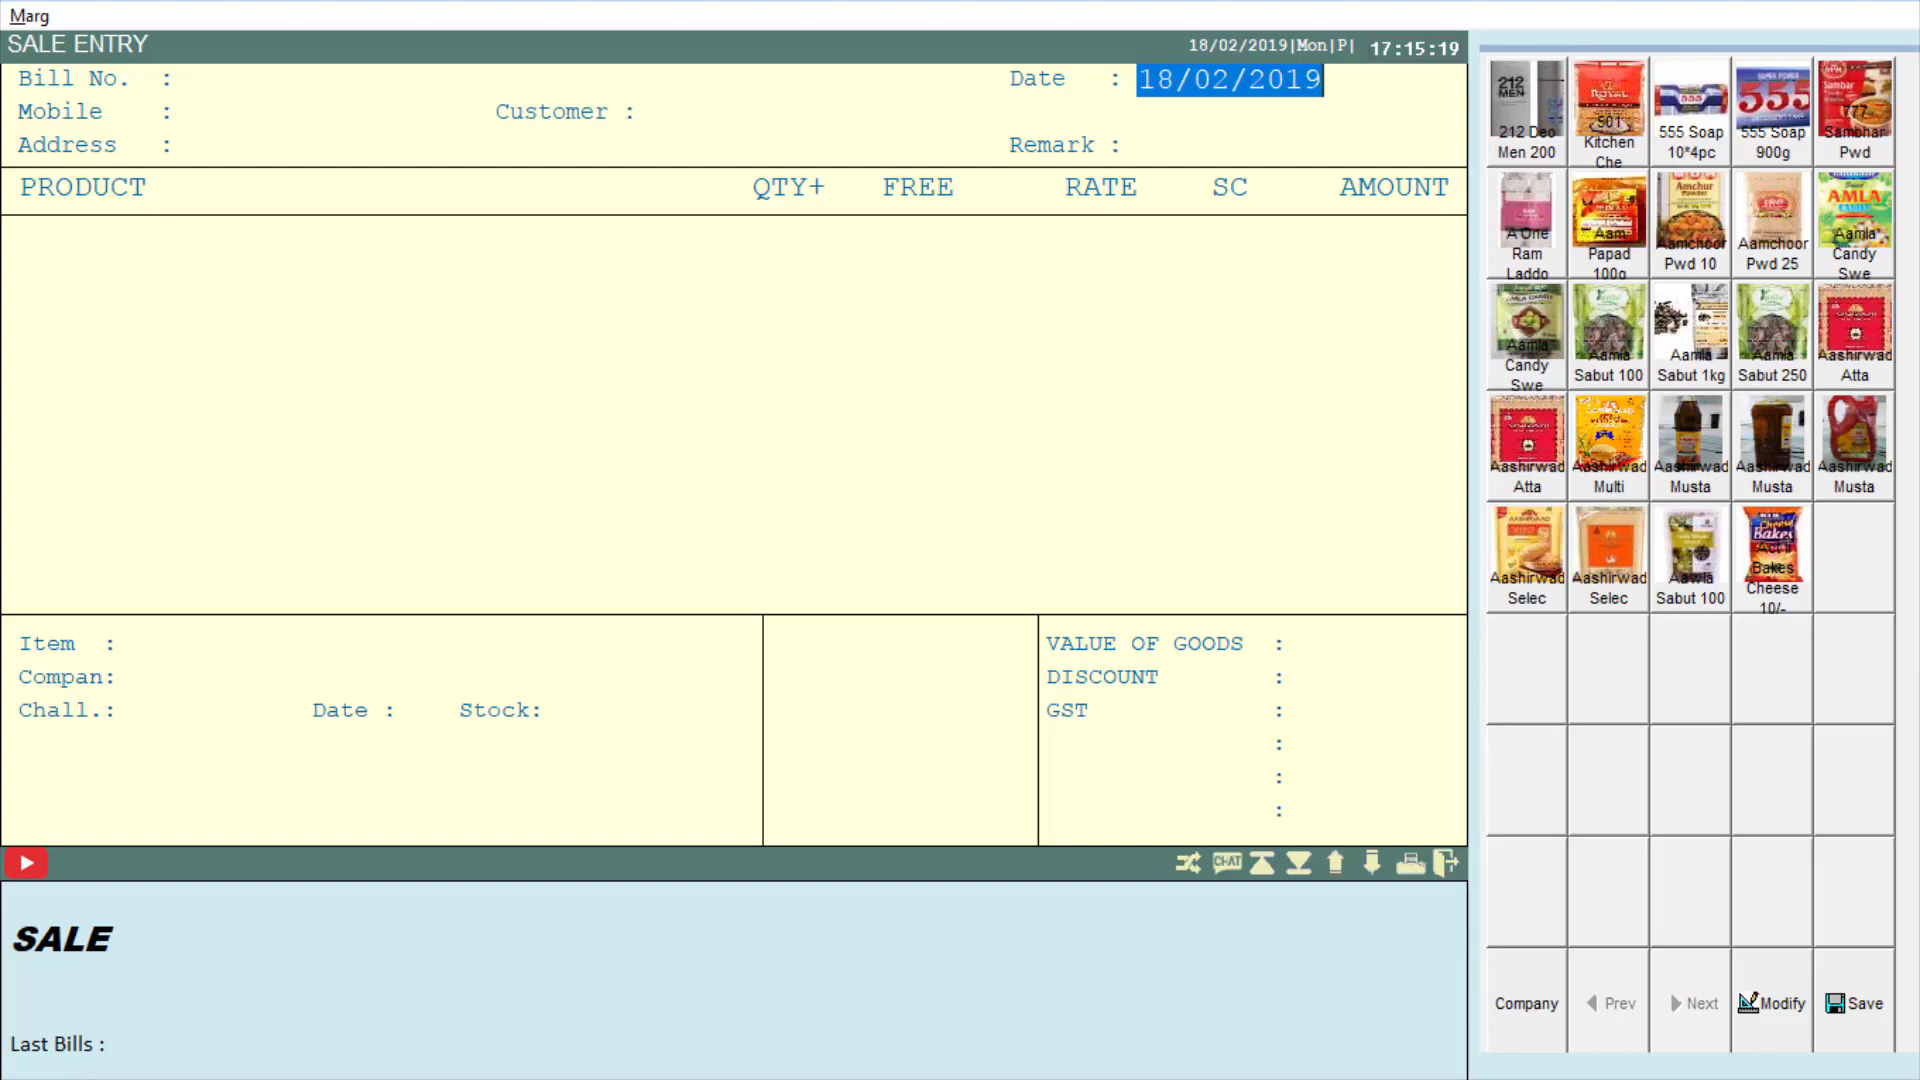 Marg
SALE ENTRY
18/02/2019|Mon|P| 17:15:19
Bill No. : Date : 18/02/2019
Mobile : Customer :
Address : Remark :
PRODUCT QTY+ FREE RATE SC AMOUNT
Item :
Compan:
Chall.: Date : Stock:
VALUE OF GOODS :
DISCOUNT :
GST :
:
:
:
CHAT
SALE
Last Bills :
212 Deo
Men 200
501
Kitchen
Che
555 Soap
10*4pc
555 Soap
900g
Sambhar
Pwd
A One
Ram
Laddo
Aam
Papad
100g
Aamchoor
Pwd 10
Aamchoor
Pwd 25
Aamla
Candy
Swe
Aamla
Candy
Swe
Aamla
Sabut 100
Aamla
Sabut 1kg
Aamla
Sabut 250
Aashirwad
Atta
Aashirwad
Atta
Aashirwad
Multi
Aashirwad
Musta
Aashirwad
Musta
Aashirwad
Musta
Aashirwad
Selec
Aashirwad
Selec
Aawla
Sabut 100
Act II
Bakes
Cheese
10/-
Company Prev Next Modify Save